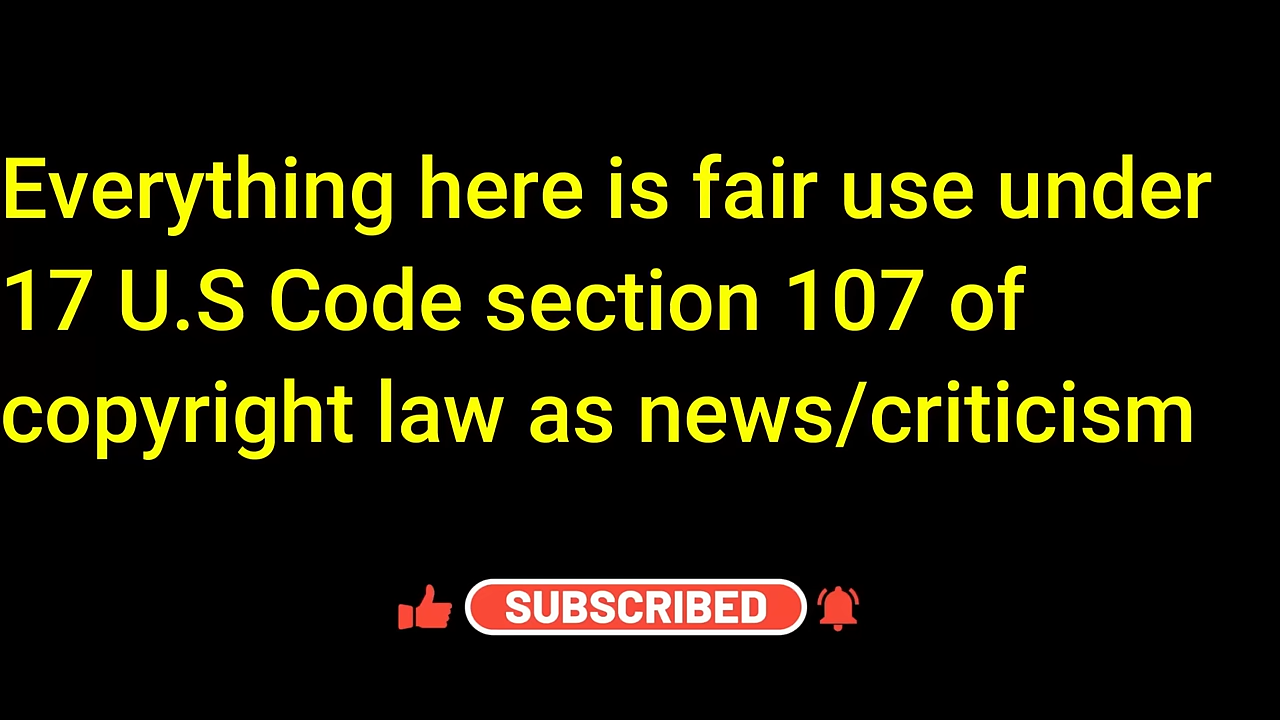 Everything here is fair use under
17 U.S Code section 107 of
copyright law as news/criticism
SUBSCRIBED